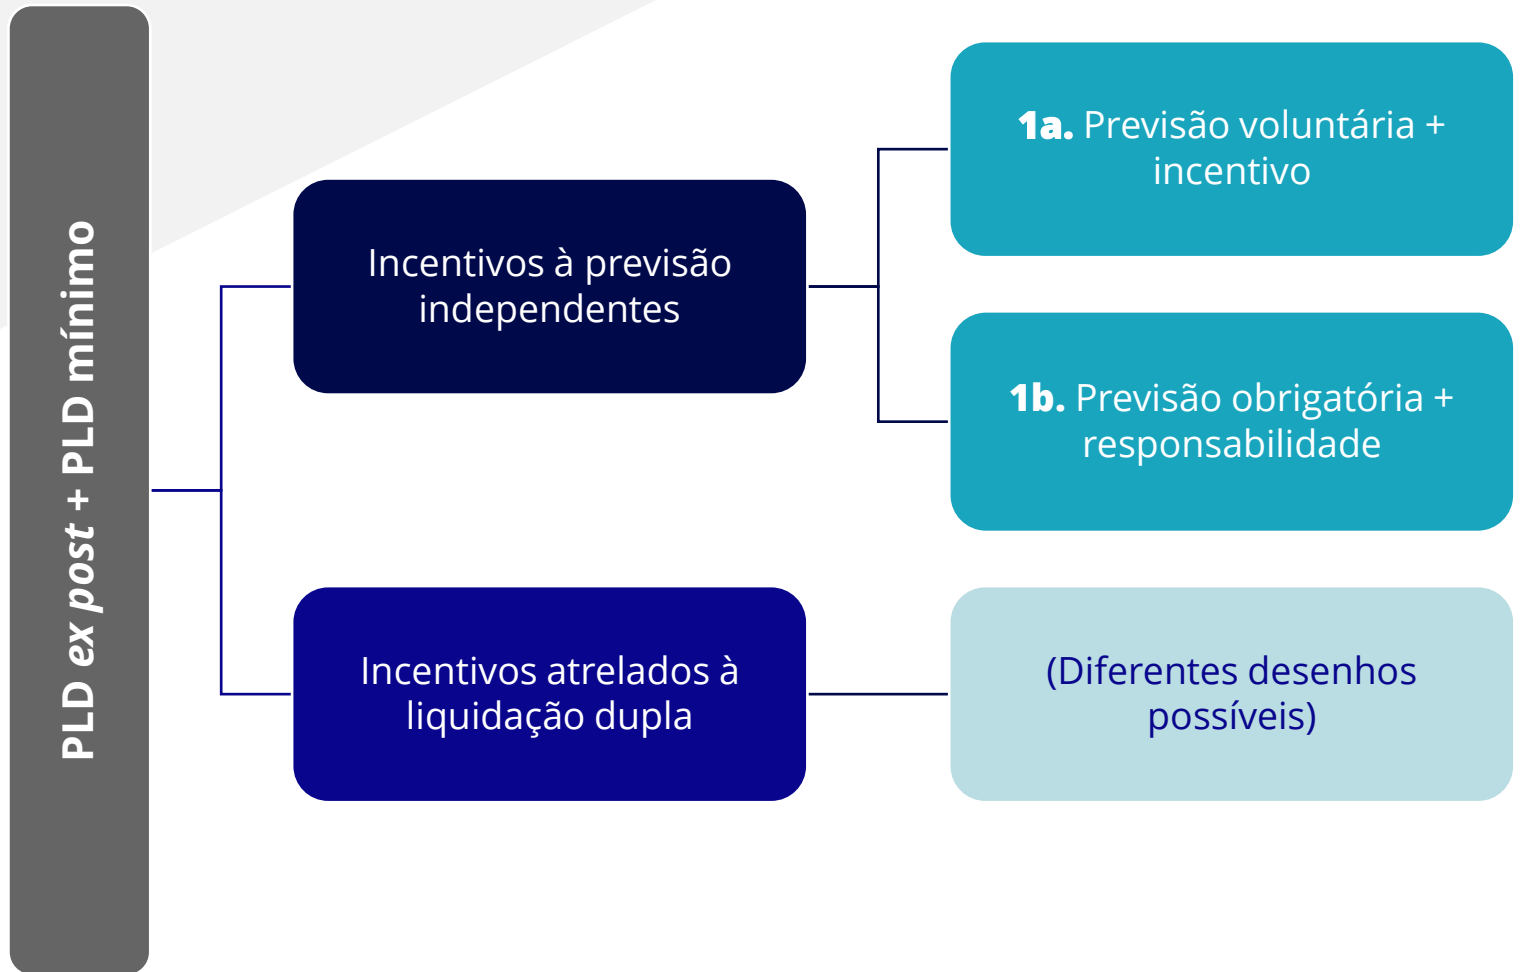 PLD ex post + PLD mínimo
Incentivos à previsão
independentes
1a. Previsão voluntária +
incentivo
1b. Previsão obrigatória +
responsabilidade
Incentivos atrelados à
liquidação dupla
(Diferentes desenhos
possíveis)